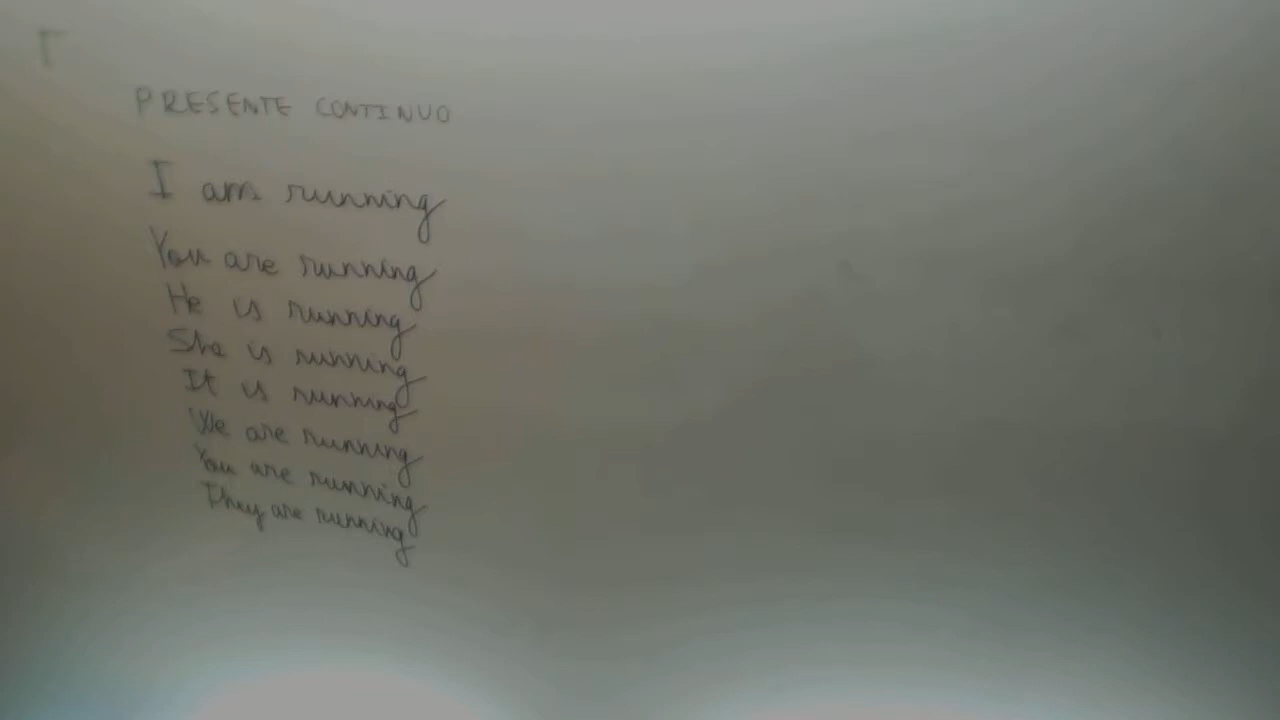 PRESENTE CONTINUO
I am running
You are running
He is running
She is running
It is running
We are running
You are running
They are running